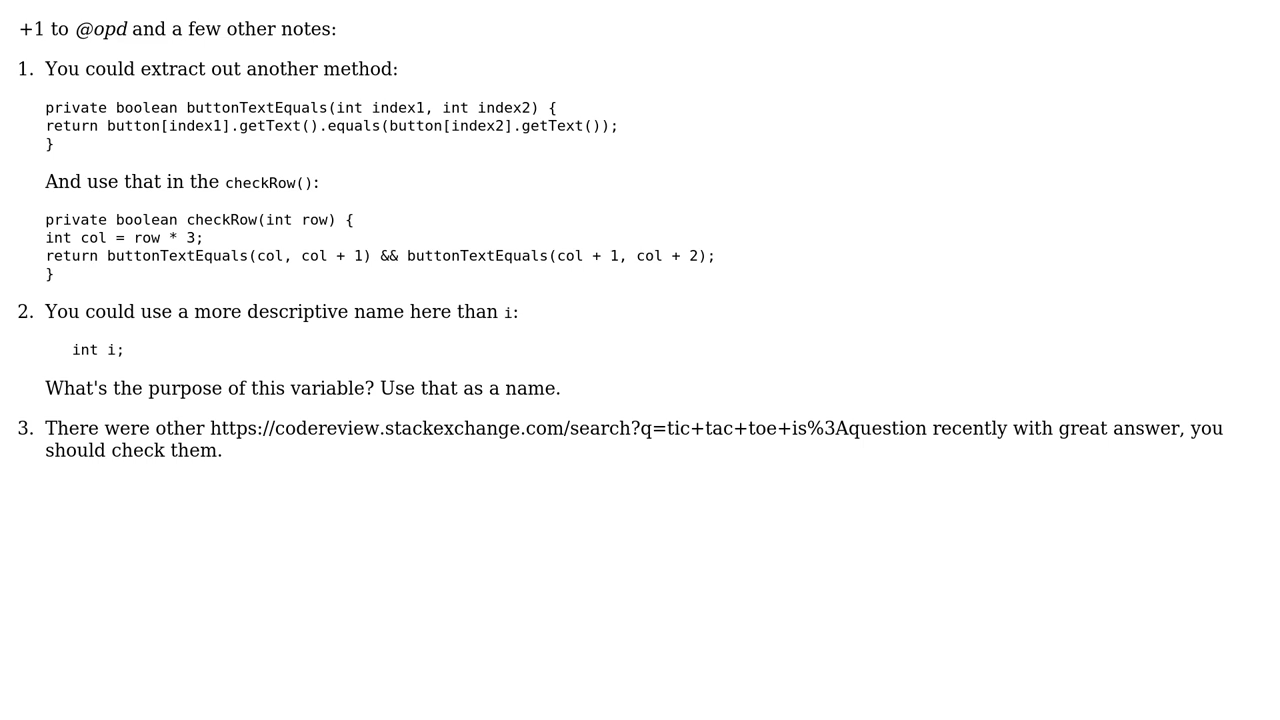 +1 to @opd and a few other notes:
1. You could extract out another method:
private boolean buttonTextEquals(int index1, int index2) {
return button[index1].getText().equals(button[index2].getText());
}
And use that in the checkRow():
private boolean checkRow(int row) {
int col = row * 3;
return buttonTextEquals(col, col + 1) && buttonTextEquals(col + 1, col + 2);
}
2. You could use a more descriptive name here than i:
int i;
What's the purpose of this variable? Use that as a name.
3. There were other https://codereview.stackexchange.com/search?q=tic+tac+toe+is%3Aquestion recently with great answer, you
should check them.